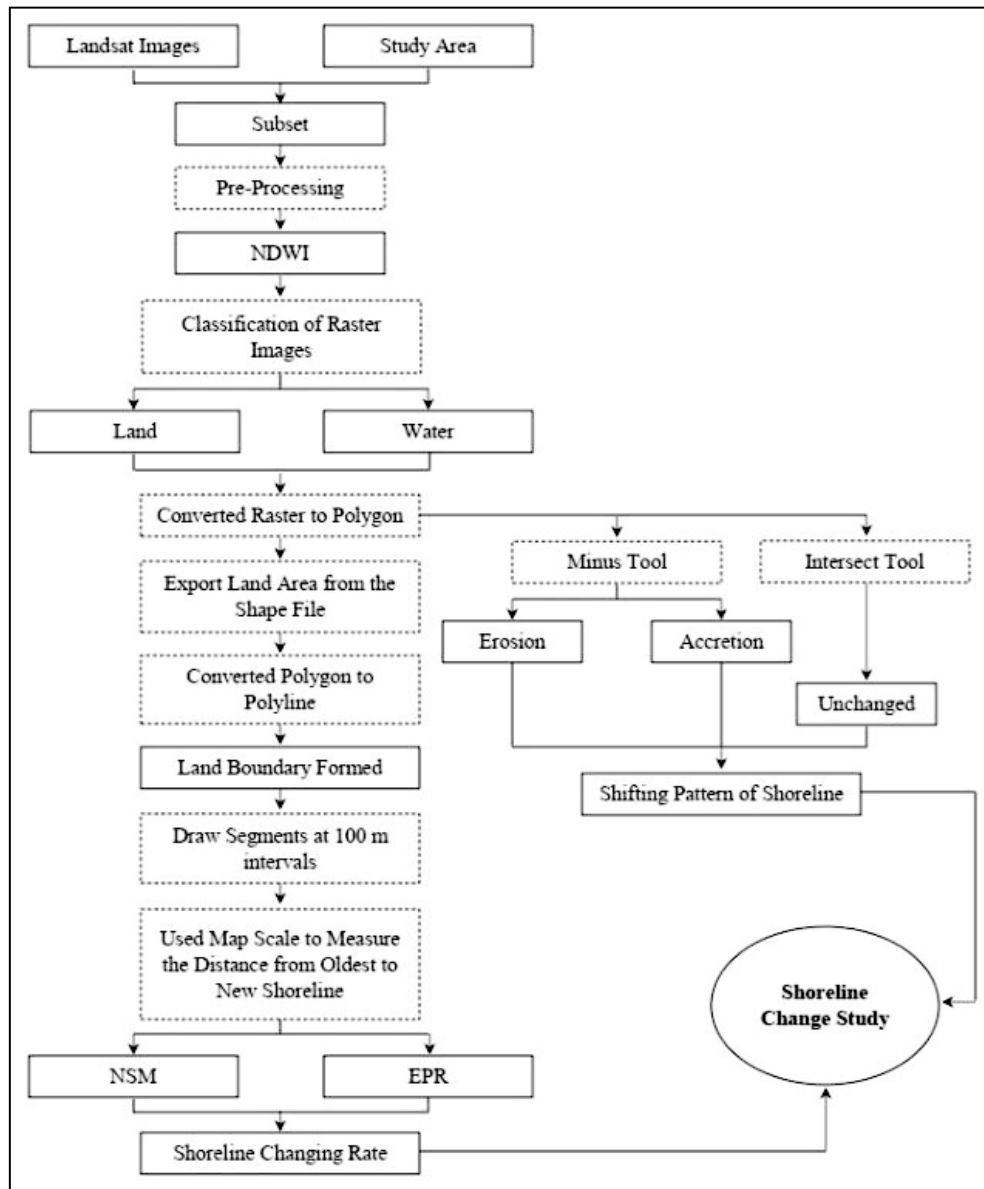 Landsat Images
Study Area
Subset
Pre-Processing
NDWI
Classification of Raster
Images
Land
Water
Converted Raster to Polygon
Minus Tool
Intersect Tool
Export Land Area from the
Shape File
Erosion
Accretion
Converted Polygon to
Polyline
Unchanged
Land Boundary Formed
Shifting Pattern of Shoreline
Draw Segments at 100 m
intervals
Used Map Scale to Measure
the Distance from Oldest to
New Shoreline
Shoreline
Change Study
NSM
EPR
Shoreline Changing Rate